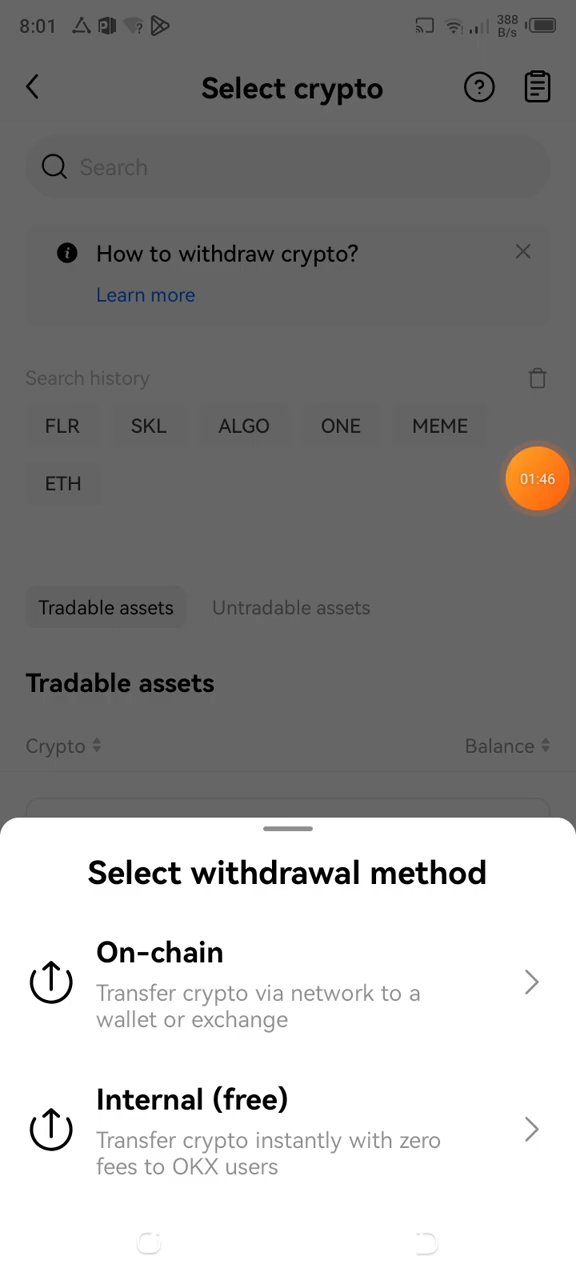 8:01
388
B/s
Select crypto
Search
How to withdraw crypto?
Learn more
Search history
FLR SKL ALGO ONE MEME
ETH
01:46
Tradable assets Untradable assets
Tradable assets
Crypto Balance
Select withdrawal method
On-chain
Transfer crypto via network to a
wallet or exchange
Internal (free)
Transfer crypto instantly with zero
fees to OKX users